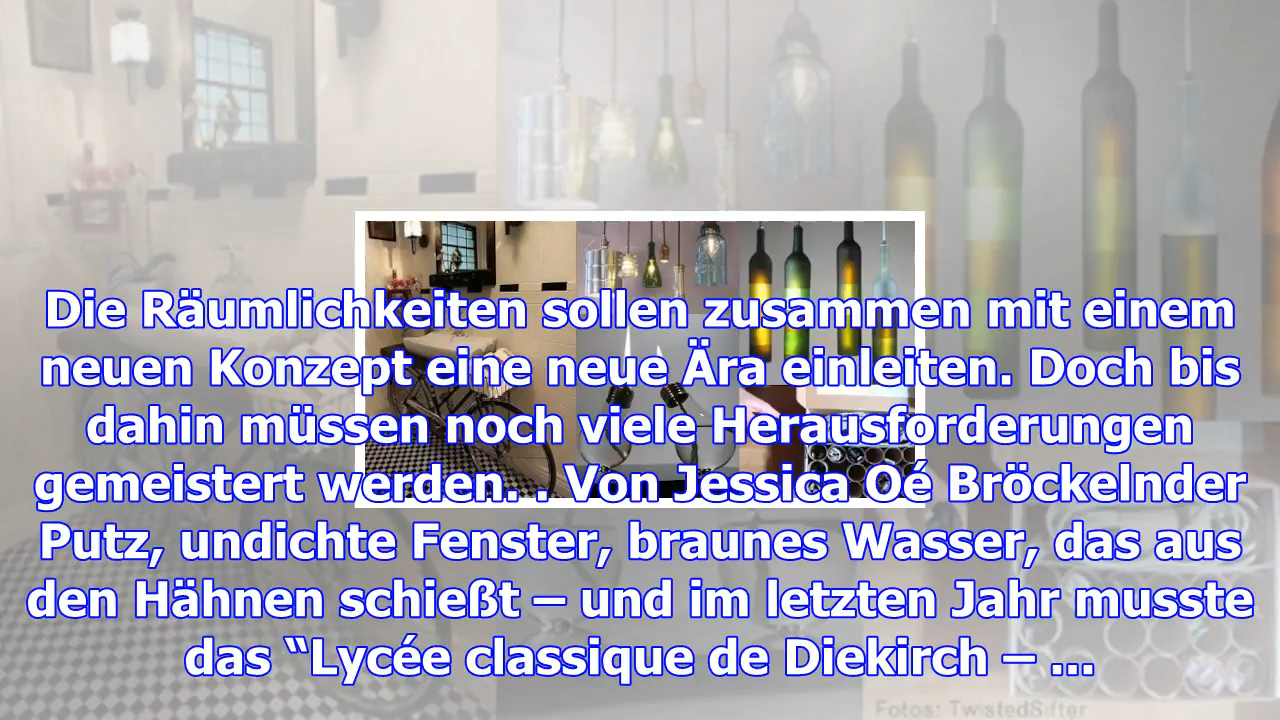 Die Räumlichkeiten sollen zusammen mit einem
neuen Konzept eine neue Ära einleiten. Doch bis
dahin müssen noch viele Herausforderungen
gemeistert werden. . Von Jessica Oé Bröckelnder
Putz, undichte Fenster, braunes Wasser, das aus
den Hähnen schießt – und im letzten Jahr musste
das “Lycée classique de Diekirch – ...
Fotos: TwistedSifter